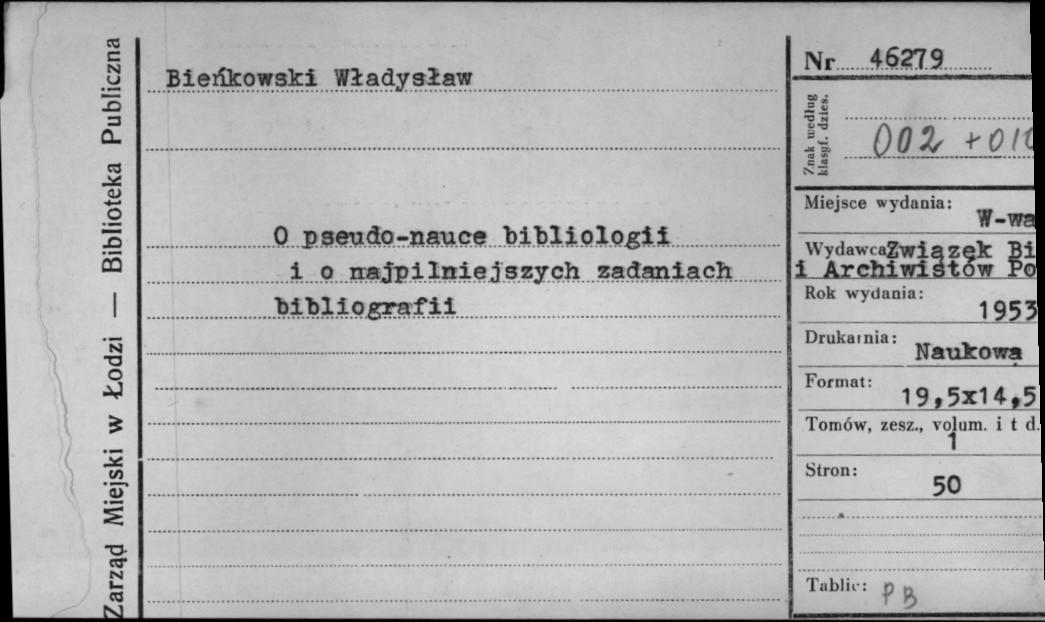 Zarząd Miejski w Łodzi — Biblioteka Publiczna
Bieńkowski Władysław
O pseudo-nauce bibliologii
i o najpilniejszych zadaniach
bibliografii
Nr 46279
Znak według
klasyf. dzies.
002 + 010
Miejsce wydania:
W-wa
Wydawca Związek Bi
i Archiwistów Po
Rok wydania:
1953
Drukarnia:
Naukowa
Format:
19,5x14,5
Tomów, zesz., volum. i t d.
1
Stron:
50
Tablic:
PB